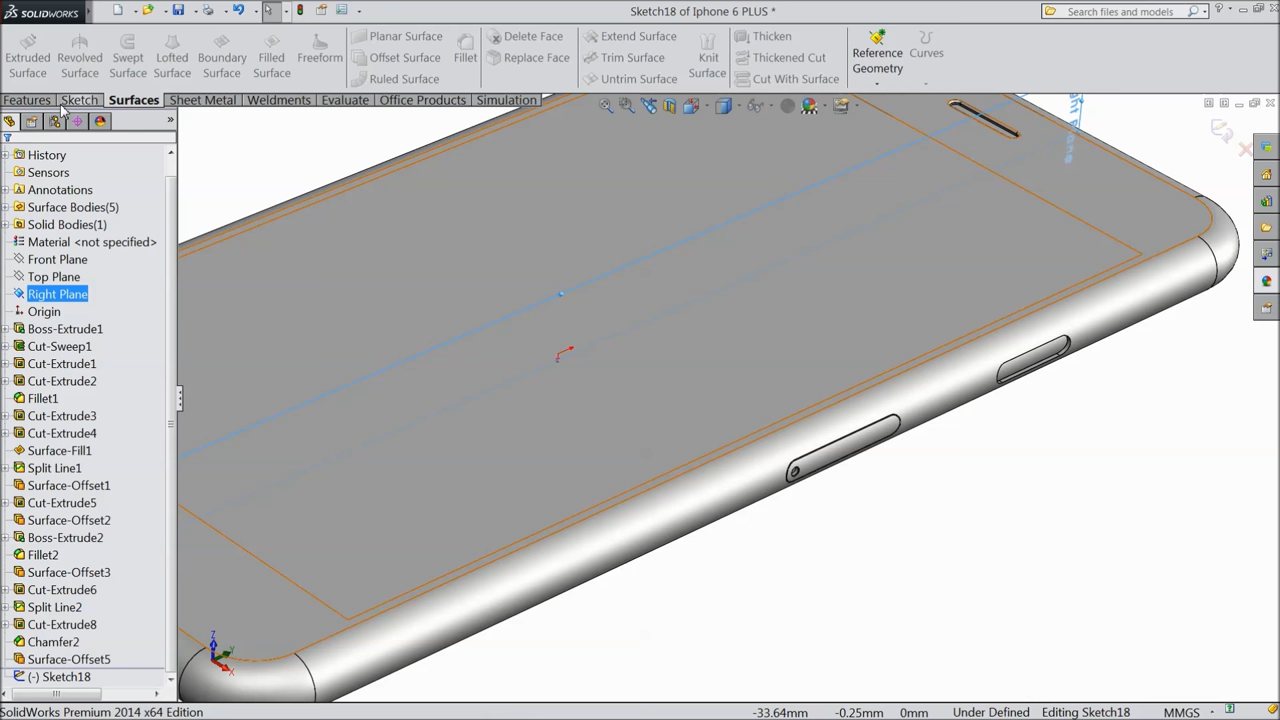 SOLIDWORKS
Sketch18 of Iphone 6 PLUS *
Search files and models
Extruded Surface
Revolved Surface
Swept Surface
Lofted Surface
Boundary Surface
Filled Surface
Freeform
Planar Surface
Offset Surface
Ruled Surface
Fillet
Delete Face
Replace Face
Extend Surface
Trim Surface
Untrim Surface
Knit Surface
Thicken
Thickened Cut
Cut With Surface
Reference Geometry
Curves
Features
Sketch
Surfaces
Sheet Metal
Weldments
Evaluate
Office Products
Simulation
History
Sensors
Annotations
Surface Bodies(5)
Solid Bodies(1)
Material <not specified>
Front Plane
Top Plane
Right Plane
Origin
Boss-Extrude1
Cut-Sweep1
Cut-Extrude1
Cut-Extrude2
Fillet1
Cut-Extrude3
Cut-Extrude4
Surface-Fill1
Split Line1
Surface-Offset1
Cut-Extrude5
Surface-Offset2
Boss-Extrude2
Fillet2
Surface-Offset3
Cut-Extrude6
Split Line2
Cut-Extrude8
Chamfer2
Surface-Offset5
(-) Sketch18
Z
Y
X
SolidWorks Premium 2014 x64 Edition
-33.64mm
-0.25mm
0mm
Under Defined
Editing Sketch18
MMGS